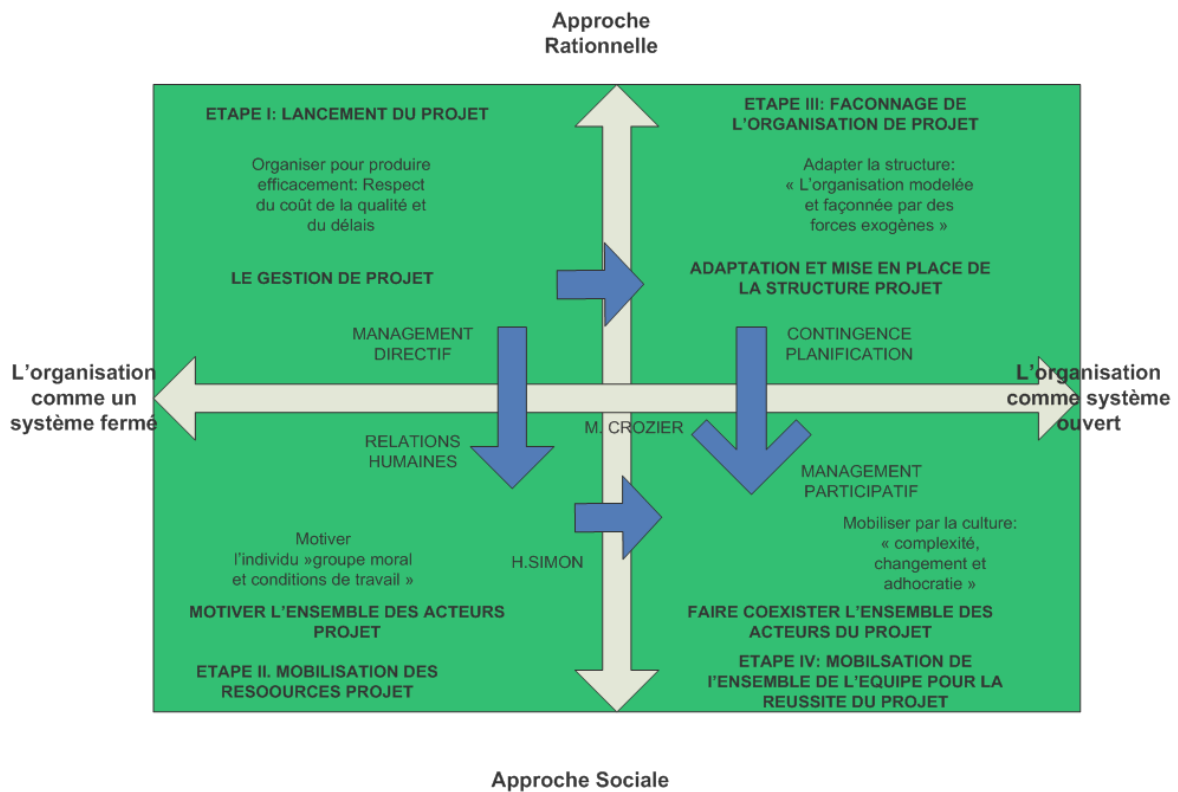 Approche
Rationnelle
ETAPE I: LANCEMENT DU PROJET
Organiser pour produire
efficacement: Respect
du coût de la qualité et
du délais
LE GESTION DE PROJET
MANAGEMENT
DIRECTIF
ETAPE III: FACONNAGE DE
L'ORGANISATION DE PROJET
Adapter la structure:
« L'organisation modelée
et façonnée par des
forces exogènes »
ADAPTATION ET MISE EN PLACE DE
LA STRUCTURE PROJET
CONTINGENCE
PLANIFICATION
L'organisation
comme un
système fermé
L'organisation
comme système
ouvert
M. CROZIER
RELATIONS
HUMAINES
H.SIMON
Motiver
l'individu »groupe moral
et conditions de travail »
MOTIVER L'ENSEMBLE DES ACTEURS
PROJET
ETAPE II. MOBILISATION DES
RESOOURCES PROJET
MANAGEMENT
PARTICIPATIF
Mobiliser par la culture:
« complexité,
changement et
adhocratie »
FAIRE COEXISTER L'ENSEMBLE DES
ACTEURS DU PROJET
ETAPE IV: MOBILSATION DE
l'ENSEMBLE DE L'EQUIPE POUR LA
REUSSITE DU PROJET
Approche Sociale